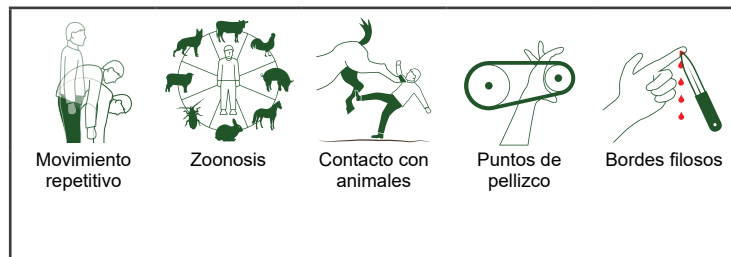 Movimiento
repetitivo
Zoonosis
Contacto con
animales
Puntos de
pellizco
Bordes filosos